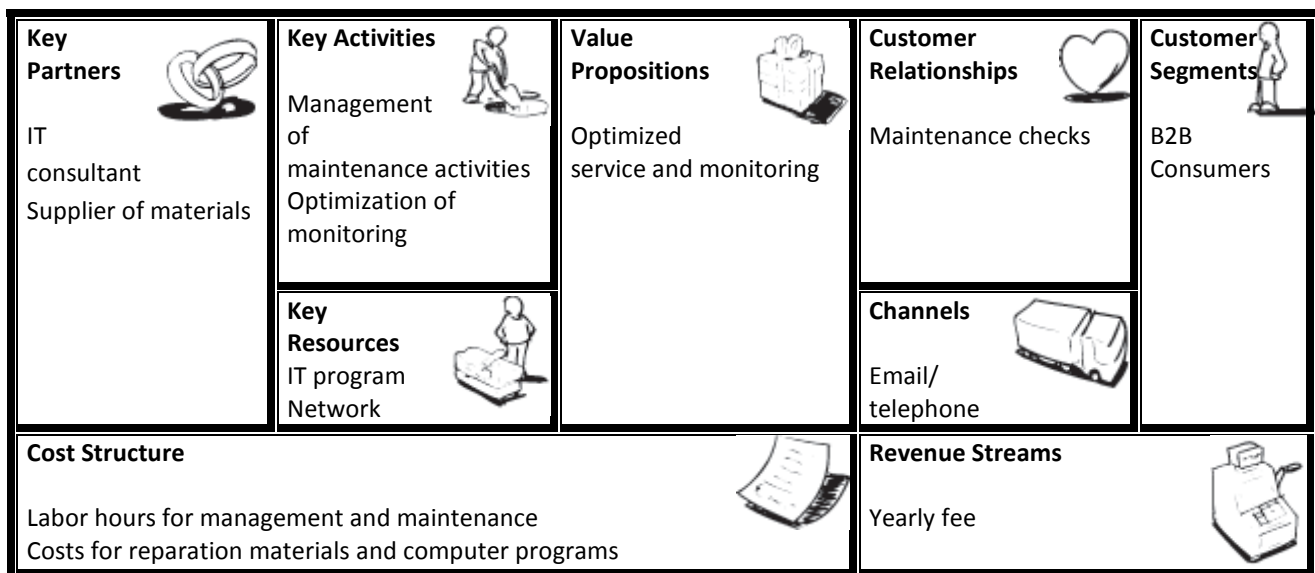 Key
Partners
IT
consultant
Supplier of materials
Key Activities
Management
of
maintenance activities
Optimization of
monitoring
Key
Resources
IT program
Network
Value
Propositions
Optimized
service and monitoring
Customer
Relationships
Maintenance checks
Channels
Email/
telephone
Customer
Segments
B2B
Consumers
Cost Structure
Labor hours for management and maintenance
Costs for reparation materials and computer programs
Revenue Streams
Yearly fee